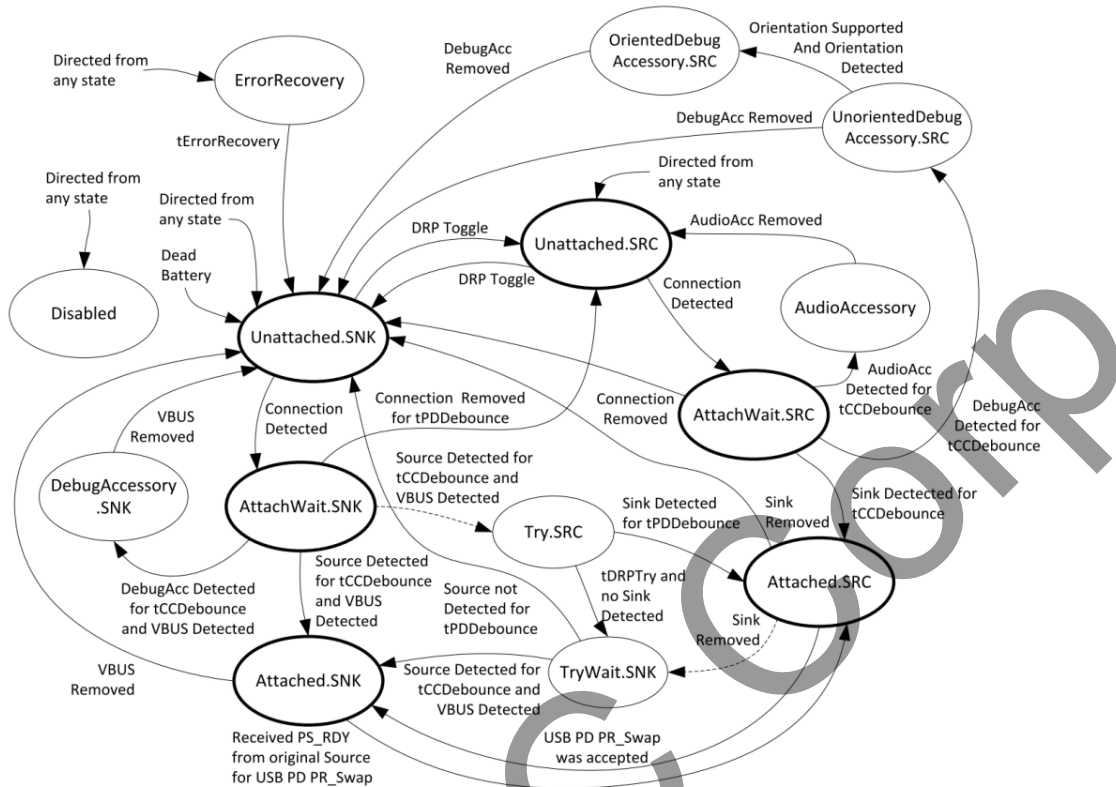 Directed from
any state
ErrorRecovery
tErrorRecovery
DebugAcc
Removed
OrientedDebug
Accessory.SRC
Orientation Supported
And Orientation
Detected
DebugAcc Removed
UnorientedDebug
Accessory.SRC
Directed from
any state
Directed from
any state
Directed from
any state
Dead
Battery
Disabled
DRP Toggle
DRP Toggle
Unattached.SRC
AudioAcc Removed
Connection
Detected
AudioAccessory
Unattached.SNK
AudioAcc
Detected for
tCCDebounce
AttachWait.SRC
DebugAcc
Detected for
tCCDebounce
Connection
Removed
VBUS
Removed
Connection
Detected
Connection Removed
for tPDDebounce
DebugAccessory
.SNK
AttachWait.SNK
Source Detected for
tCCDebounce and
VBUS Detected
Try.SRC
Sink Detected
for tPDDebounce
Sink
Removed
Sink Dectected for
tCCDebounce
Attached.SRC
DebugAcc Detected
for tCCDebounce
and VBUS Detected
Source Detected
for tCCDebounce
and VBUS
Detected
Source not
Detected for
tPDDebounce
tDRPTry and
no Sink
Detected
Sink
Removed
VBUS
Removed
Attached.SNK
Source Detected for
tCCDebounce and
VBUS Detected
TryWait.SNK
Received PS_RDY
from original Source
for USB PD PR_Swap
USB PD PR_Swap
was accepted
C Corp